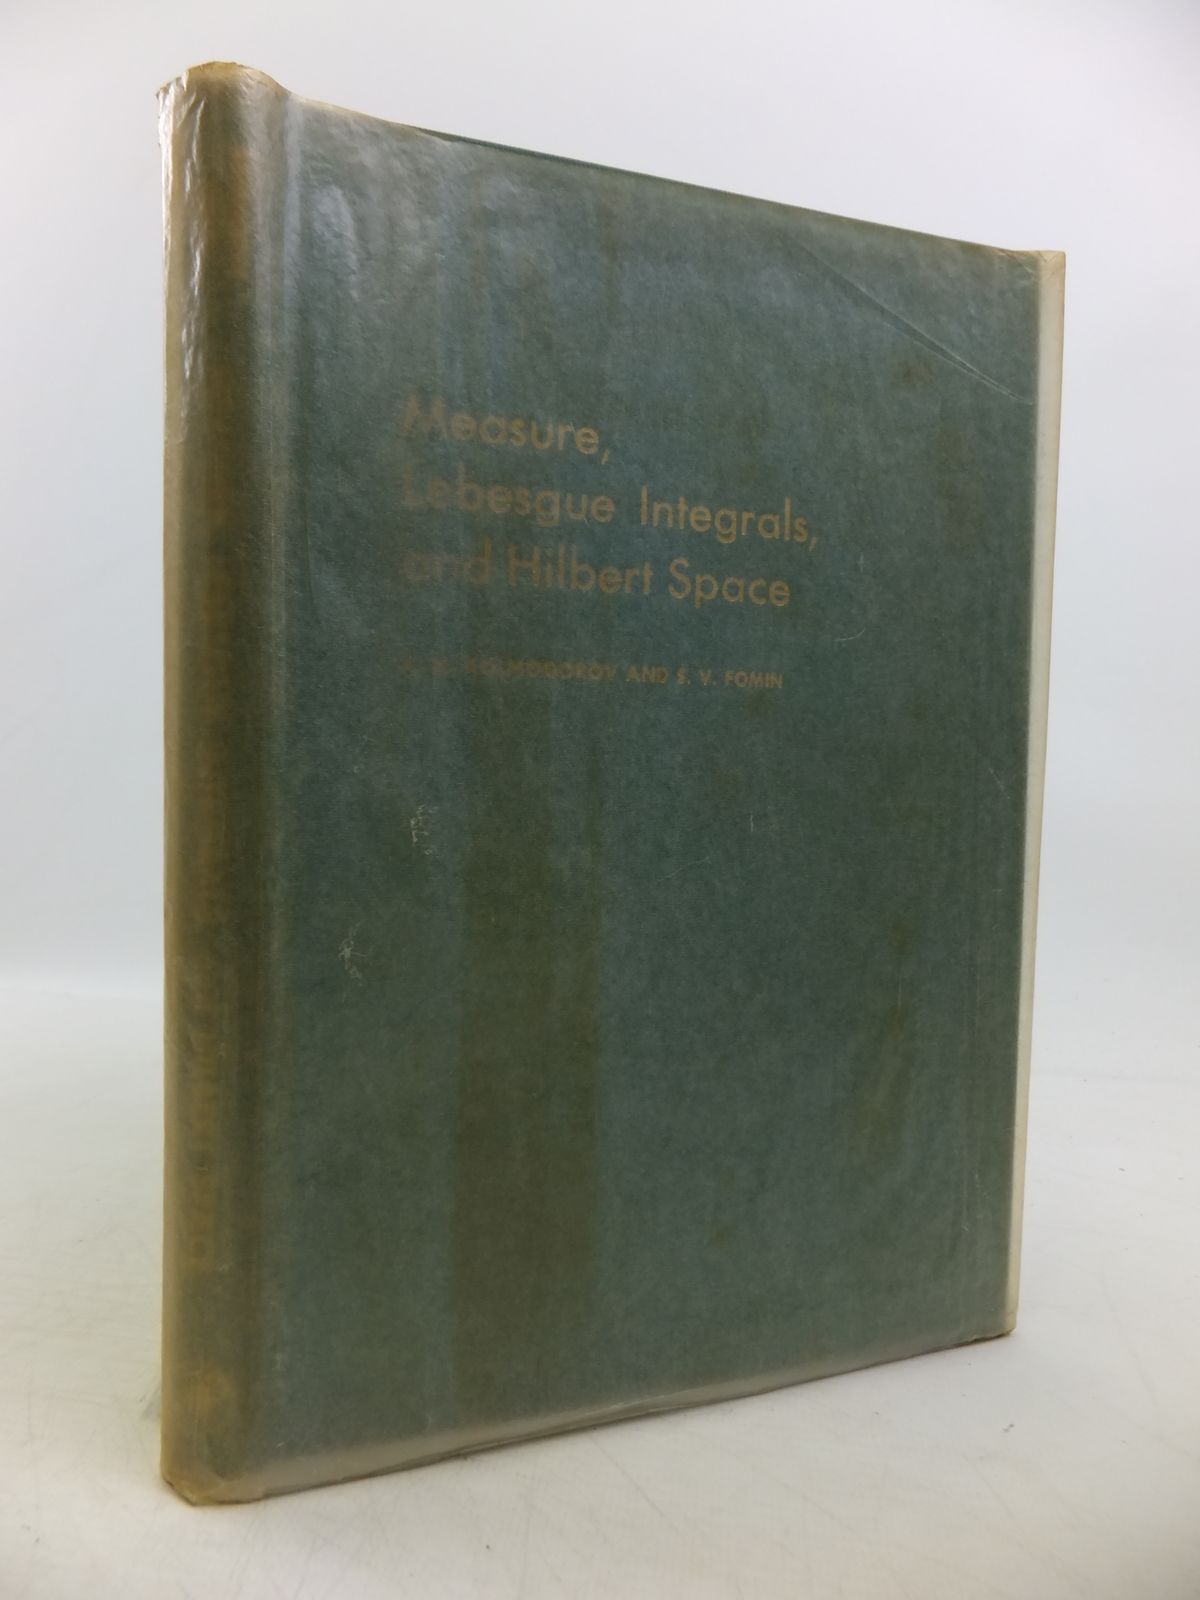 Measure,
Lebesgue Integrals,
and Hilbert Space
A. N. KOLMOGOROV AND S. V. FOMIN